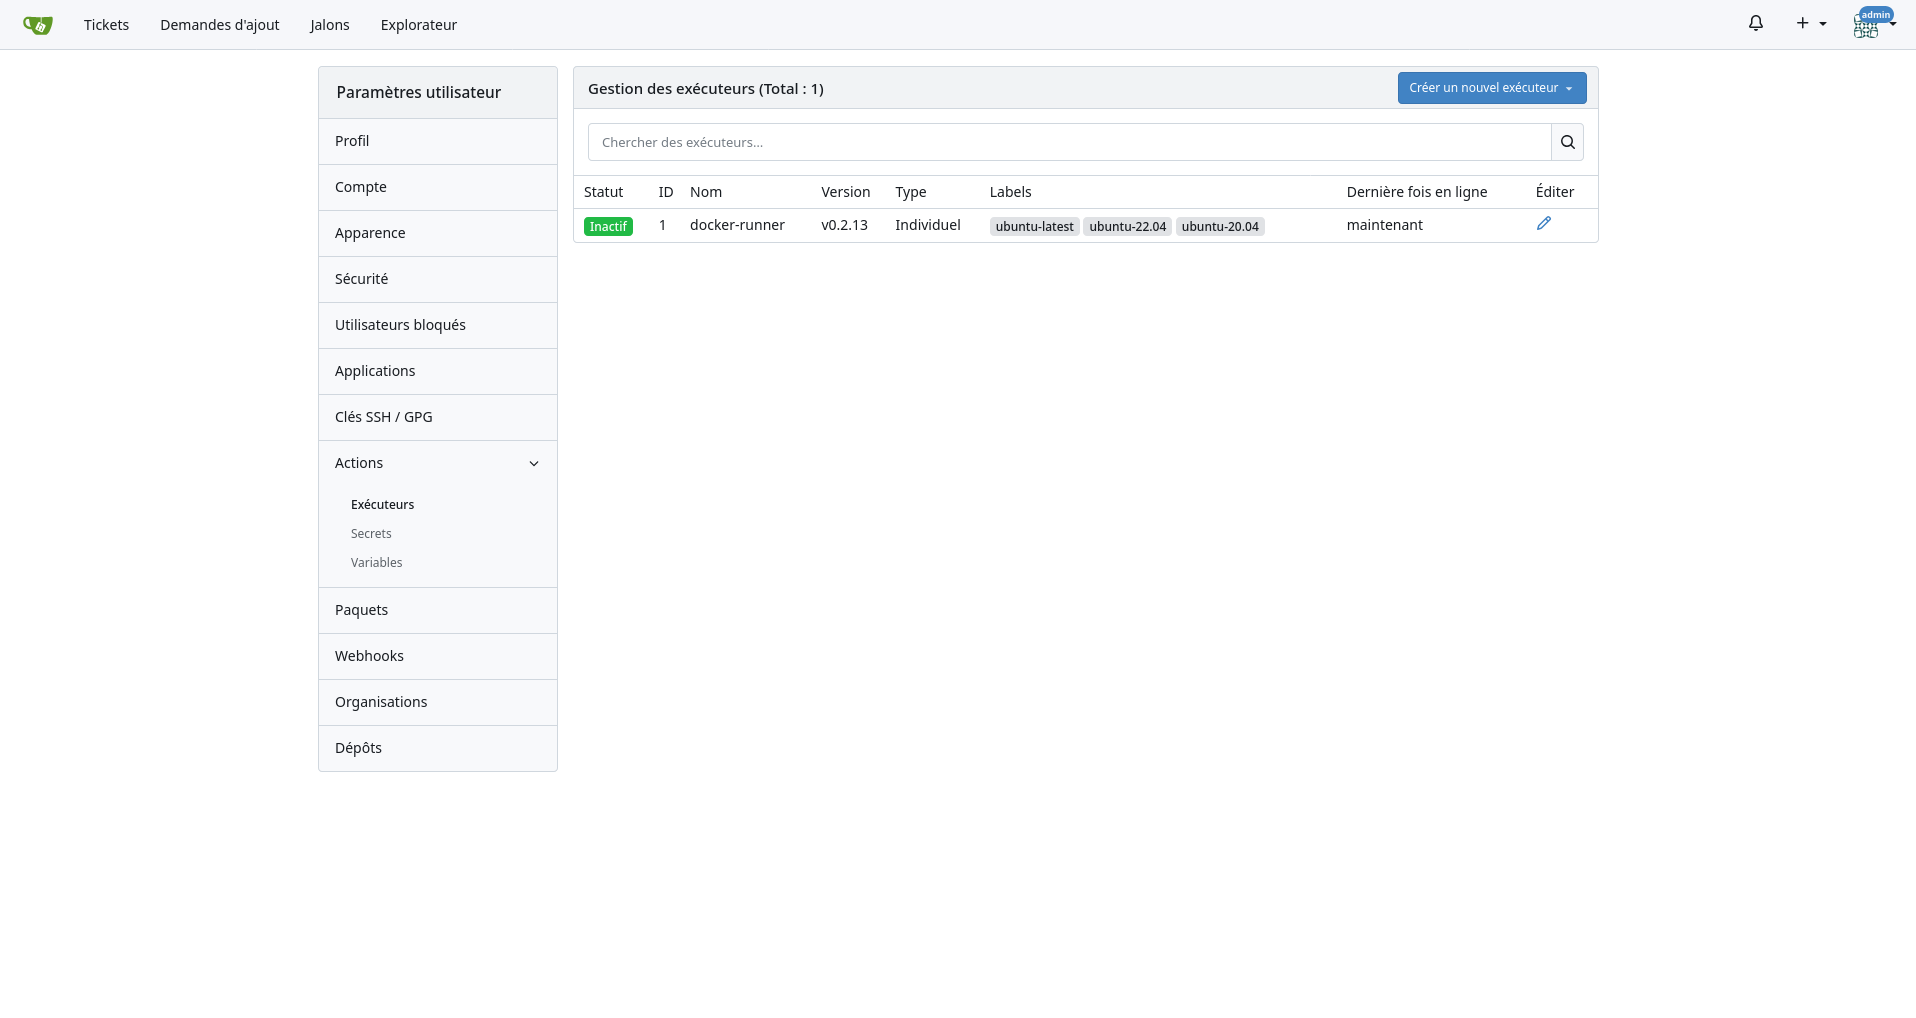 Tickets Demandes d'ajout Jalons Explorateur admin
Paramètres utilisateur
Profil
Compte
Apparence
Sécurité
Utilisateurs bloqués
Applications
Clés SSH / GPG
Actions
Exécuteurs
Secrets
Variables
Paquets
Webhooks
Organisations
Dépôts
Gestion des exécuteurs (Total : 1) Créer un nouvel exécuteur
Chercher des exécuteurs...
Statut ID Nom Version Type Labels Dernière fois en ligne Éditer
Inactif 1 docker-runner v0.2.13 Individuel ubuntu-latest ubuntu-22.04 ubuntu-20.04 maintenant